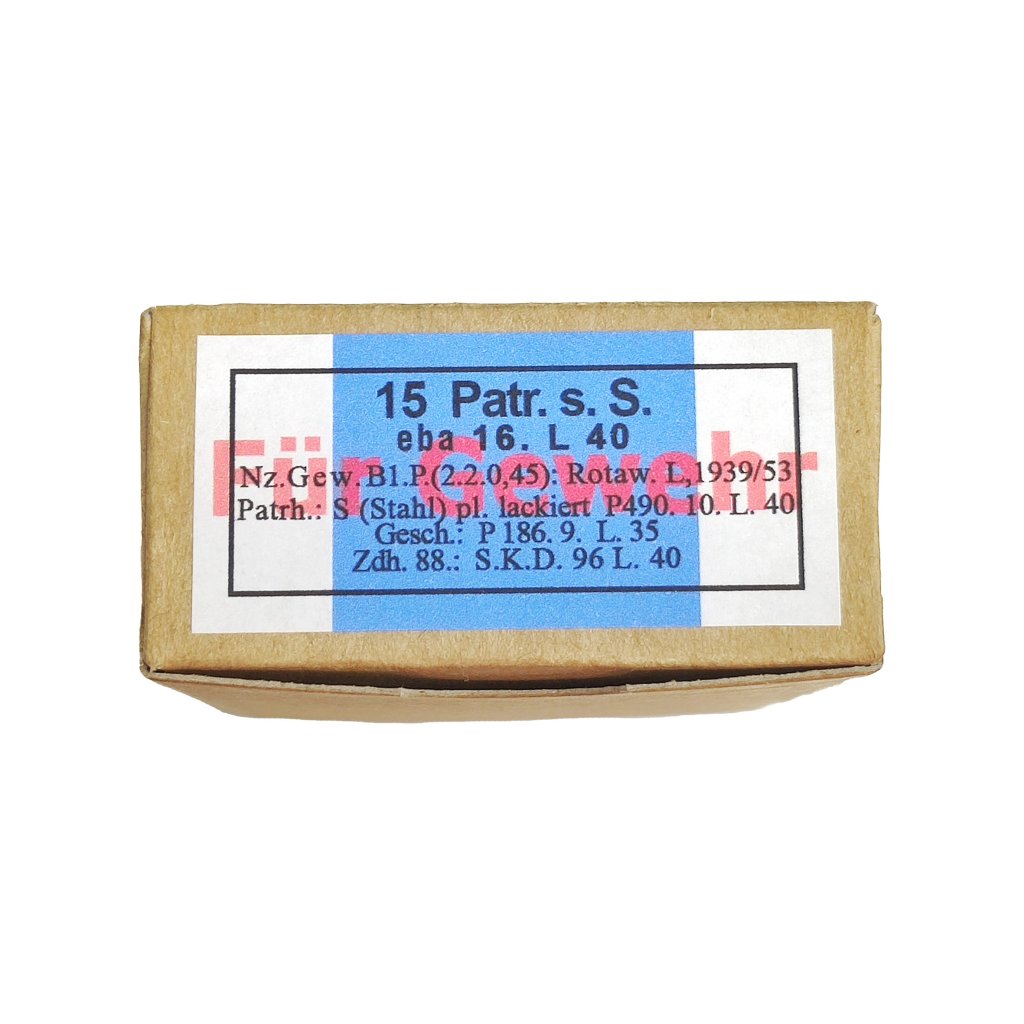 15 Patr. s. S.
eba 16. L 40
Für Gewehr
Nz.Gew.B1.P.(2.2.0,45): Rotaw. L,1939/53
Patrh.: S (Stahl) pl. lackiert P490. 10. L. 40
Gesch.: P 186. 9. L. 35
Zdh. 88.: S.K.D. 96 L. 40